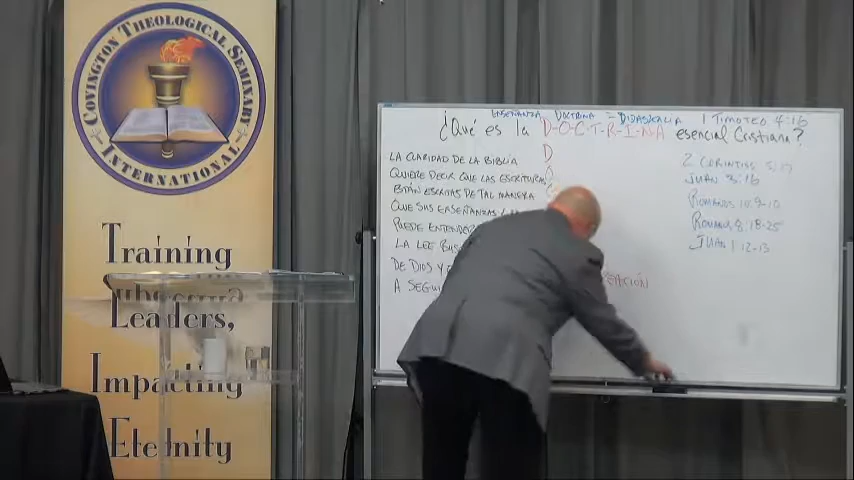 COVINGTON THEOLOGICAL SEMINARY
INTERNATIONAL
Training
Leaders,
Impacting
Eternity
ENSEÑANZA DOCTRINA = DIDASKALIA 1 TIMOTEO 4:16
¿Qué es la D-O-C-T-R-I-N-A esencial Cristiana?
LA CLARIDAD DE LA BIBLIA
QUIERE DECIR QUE LAS ESCRITURAS
ESTÁN ESCRITAS DE TAL MANERA
QUE SUS ENSEÑANZAS
PUEDE ENTENDER
LA LEE
DE DIOS Y
A
D
O
C
2 CORINTIOS 5:17
JUAN 3:16
ROMANOS 10:9-10
ROMANOS 8:18-25
JUAN 1:12-13